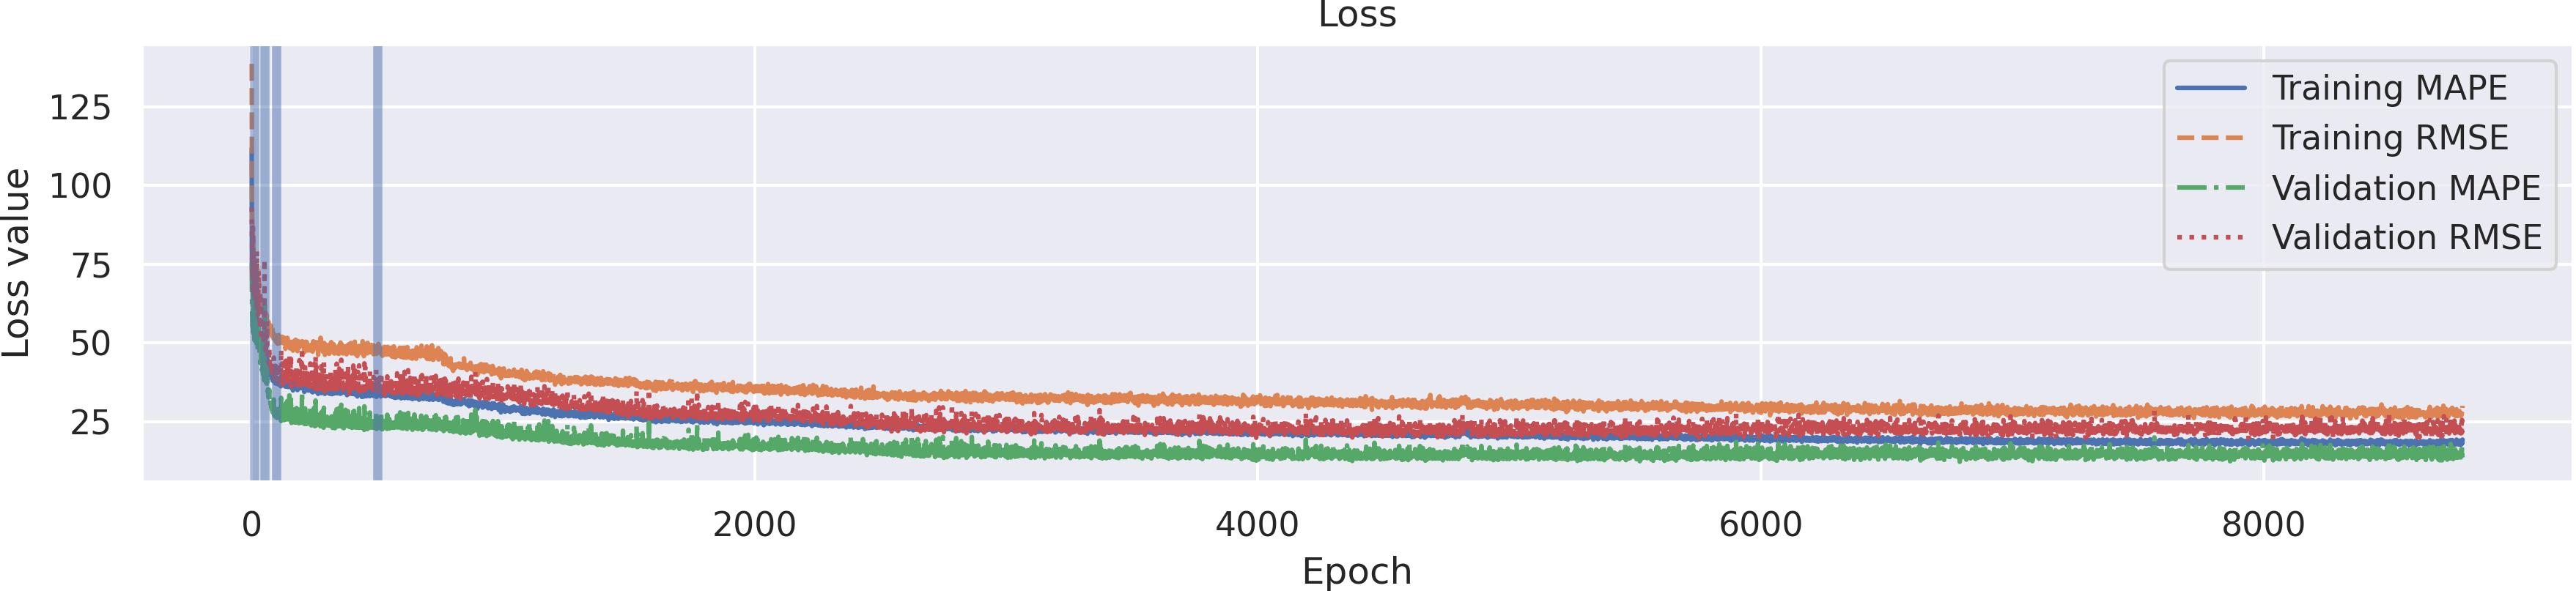 Loss
Loss value
125
100
75
50
25
0 2000 4000 6000 8000
Epoch
Training MAPE
Training RMSE
Validation MAPE
Validation RMSE